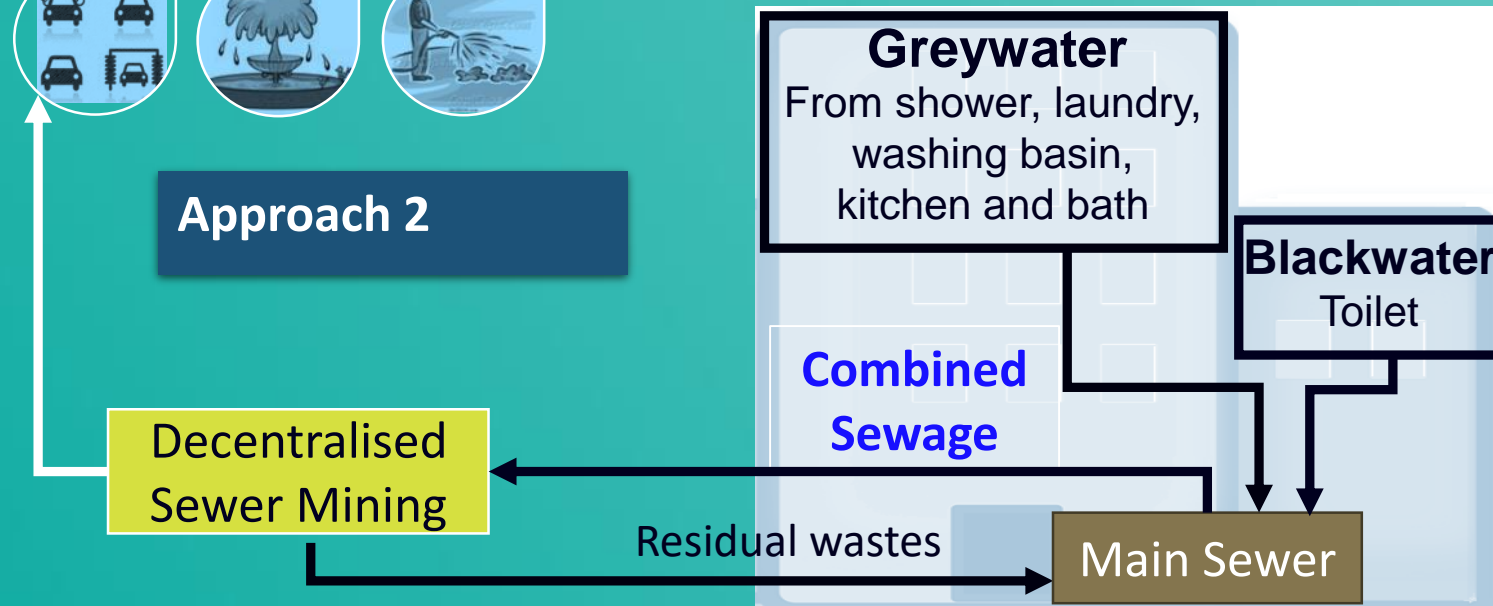 Greywater
From shower, laundry,
washing basin,
kitchen and bath
Approach 2
Blackwater
Toilet
Combined
Sewage
Decentralised
Sewer Mining
Residual wastes
Main Sewer